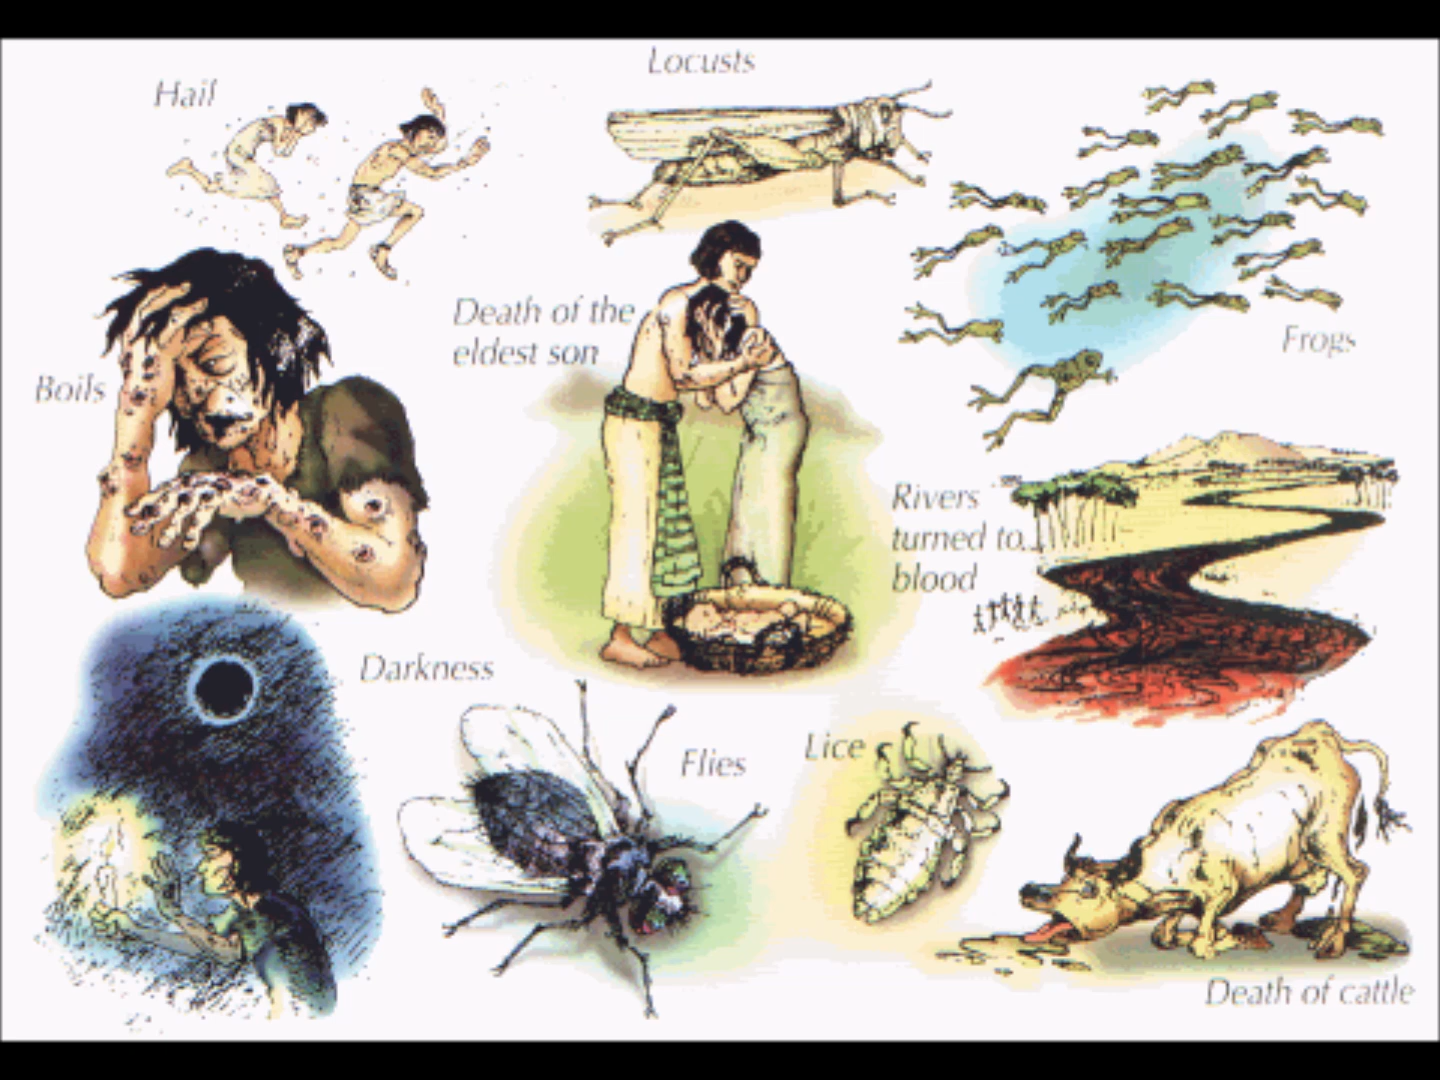 Hail
Locusts
Frogs
Death of the
eldest son
Boils
Rivers
turned to
blood
Darkness
Flies
Lice
Death of cattle